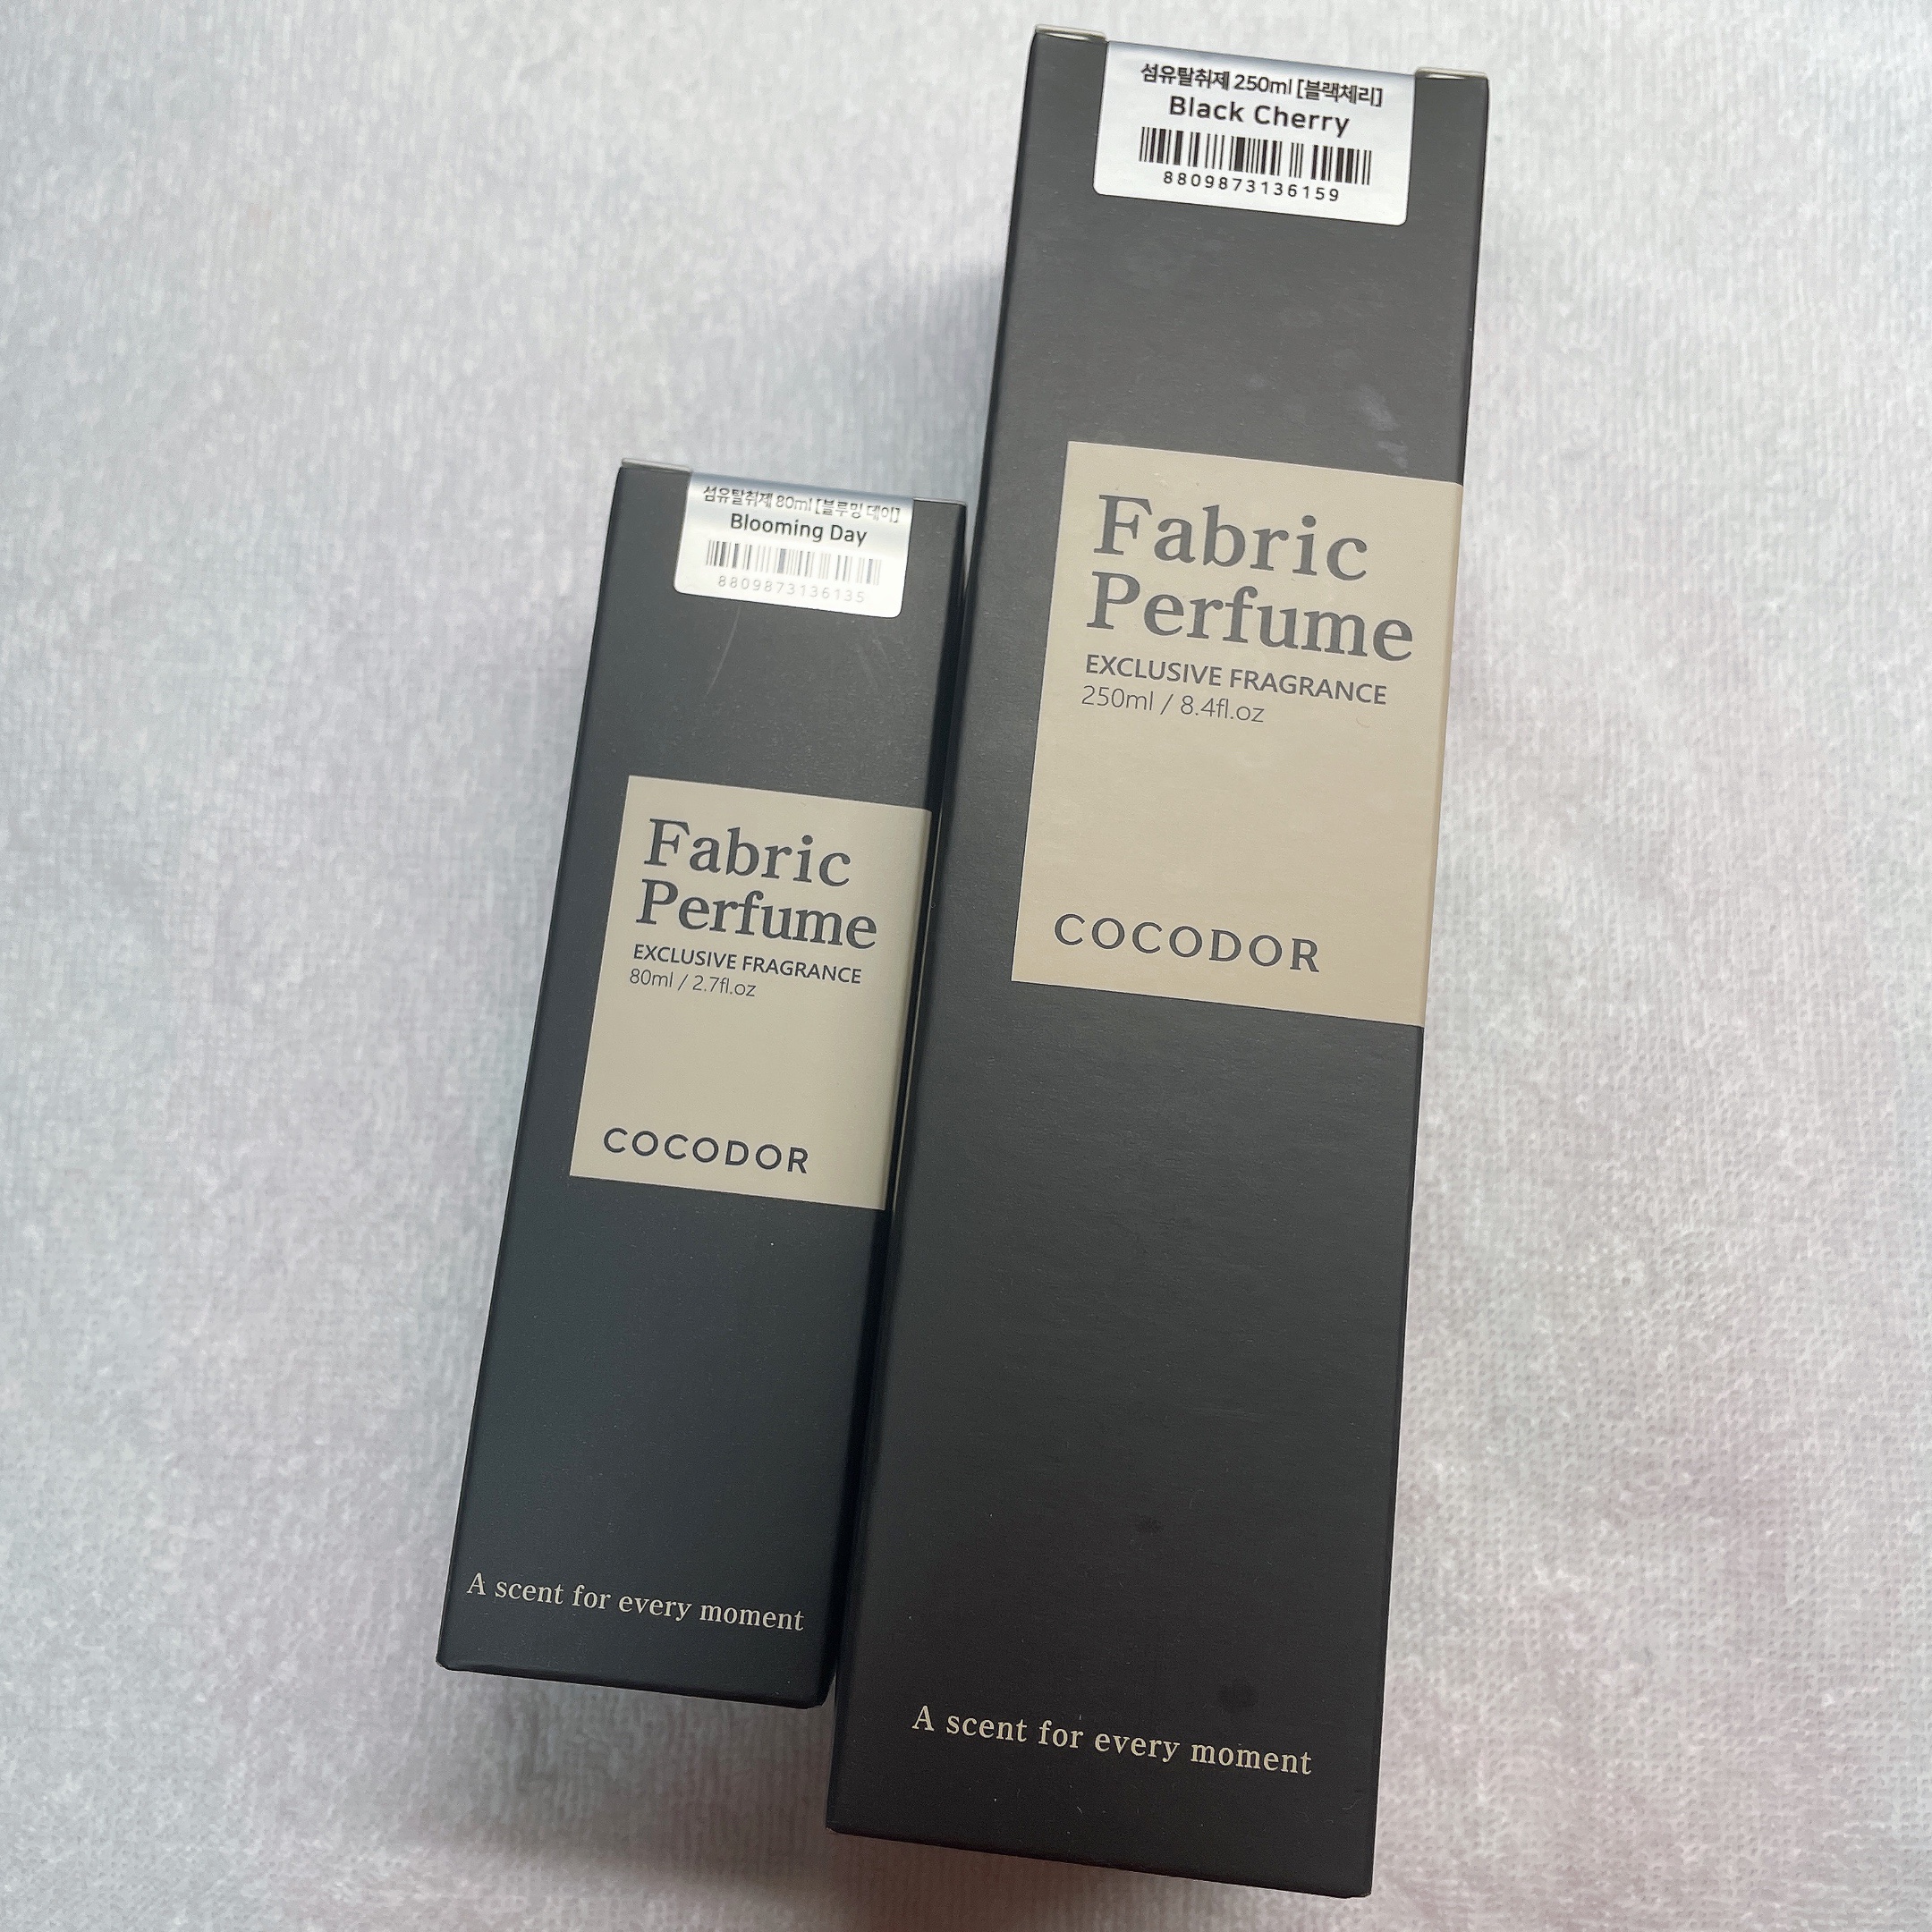 섬유탈취제 80ml [블루밍 데이]
Blooming Day
8809873136135
Fabric
Perfume
EXCLUSIVE FRAGRANCE
80ml / 2.7fl.oz
COCODOR
A scent for every moment
섬유탈취제 250ml [블랙체리]
Black Cherry
8809873136159
Fabric
Perfume
EXCLUSIVE FRAGRANCE
250ml / 8.4fl.oz
COCODOR
A scent for every moment